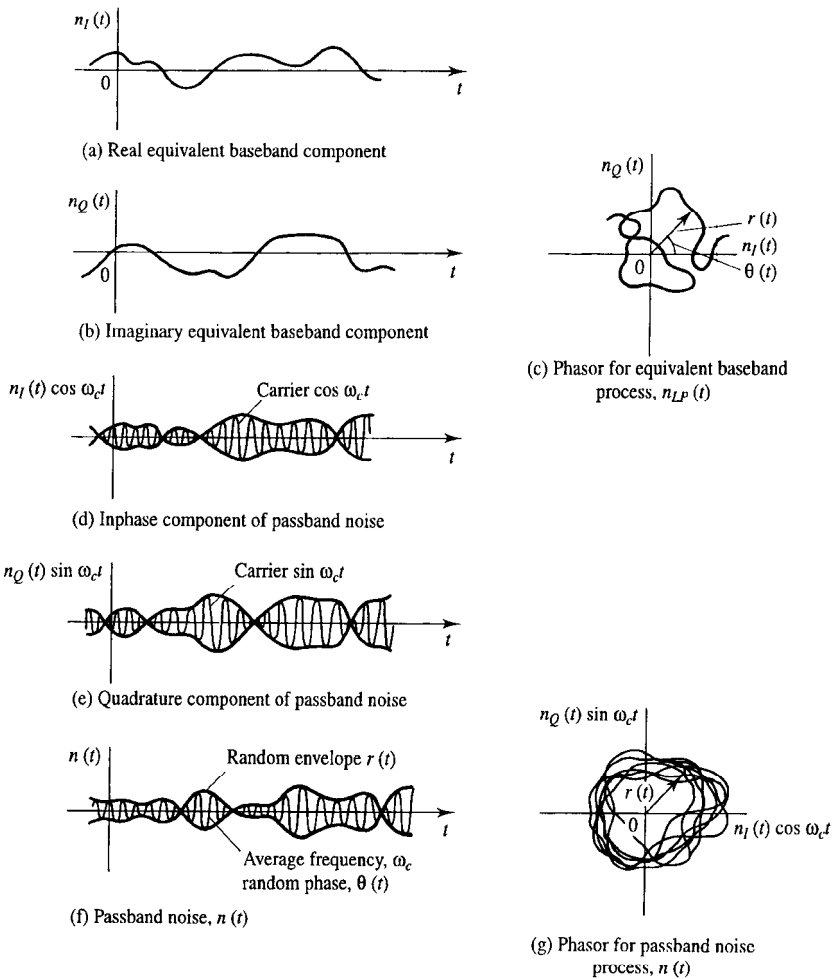 n_I (t)
0
t
(a) Real equivalent baseband component
n_Q (t)
0
t
(b) Imaginary equivalent baseband component
n_Q (t)
r (t)
n_I (t)
0
θ (t)
(c) Phasor for equivalent baseband
process, n_LP (t)
n_I (t) cos ω_c t
Carrier cos ω_c t
t
(d) Inphase component of passband noise
n_Q (t) sin ω_c t
Carrier sin ω_c t
t
(e) Quadrature component of passband noise
n (t)
Random envelope r (t)
t
Average frequency, ω_c
random phase, θ (t)
(f) Passband noise, n (t)
n_Q (t) sin ω_c t
r (t)
0
n_I (t) cos ω_c t
(g) Phasor for passband noise
process, n (t)